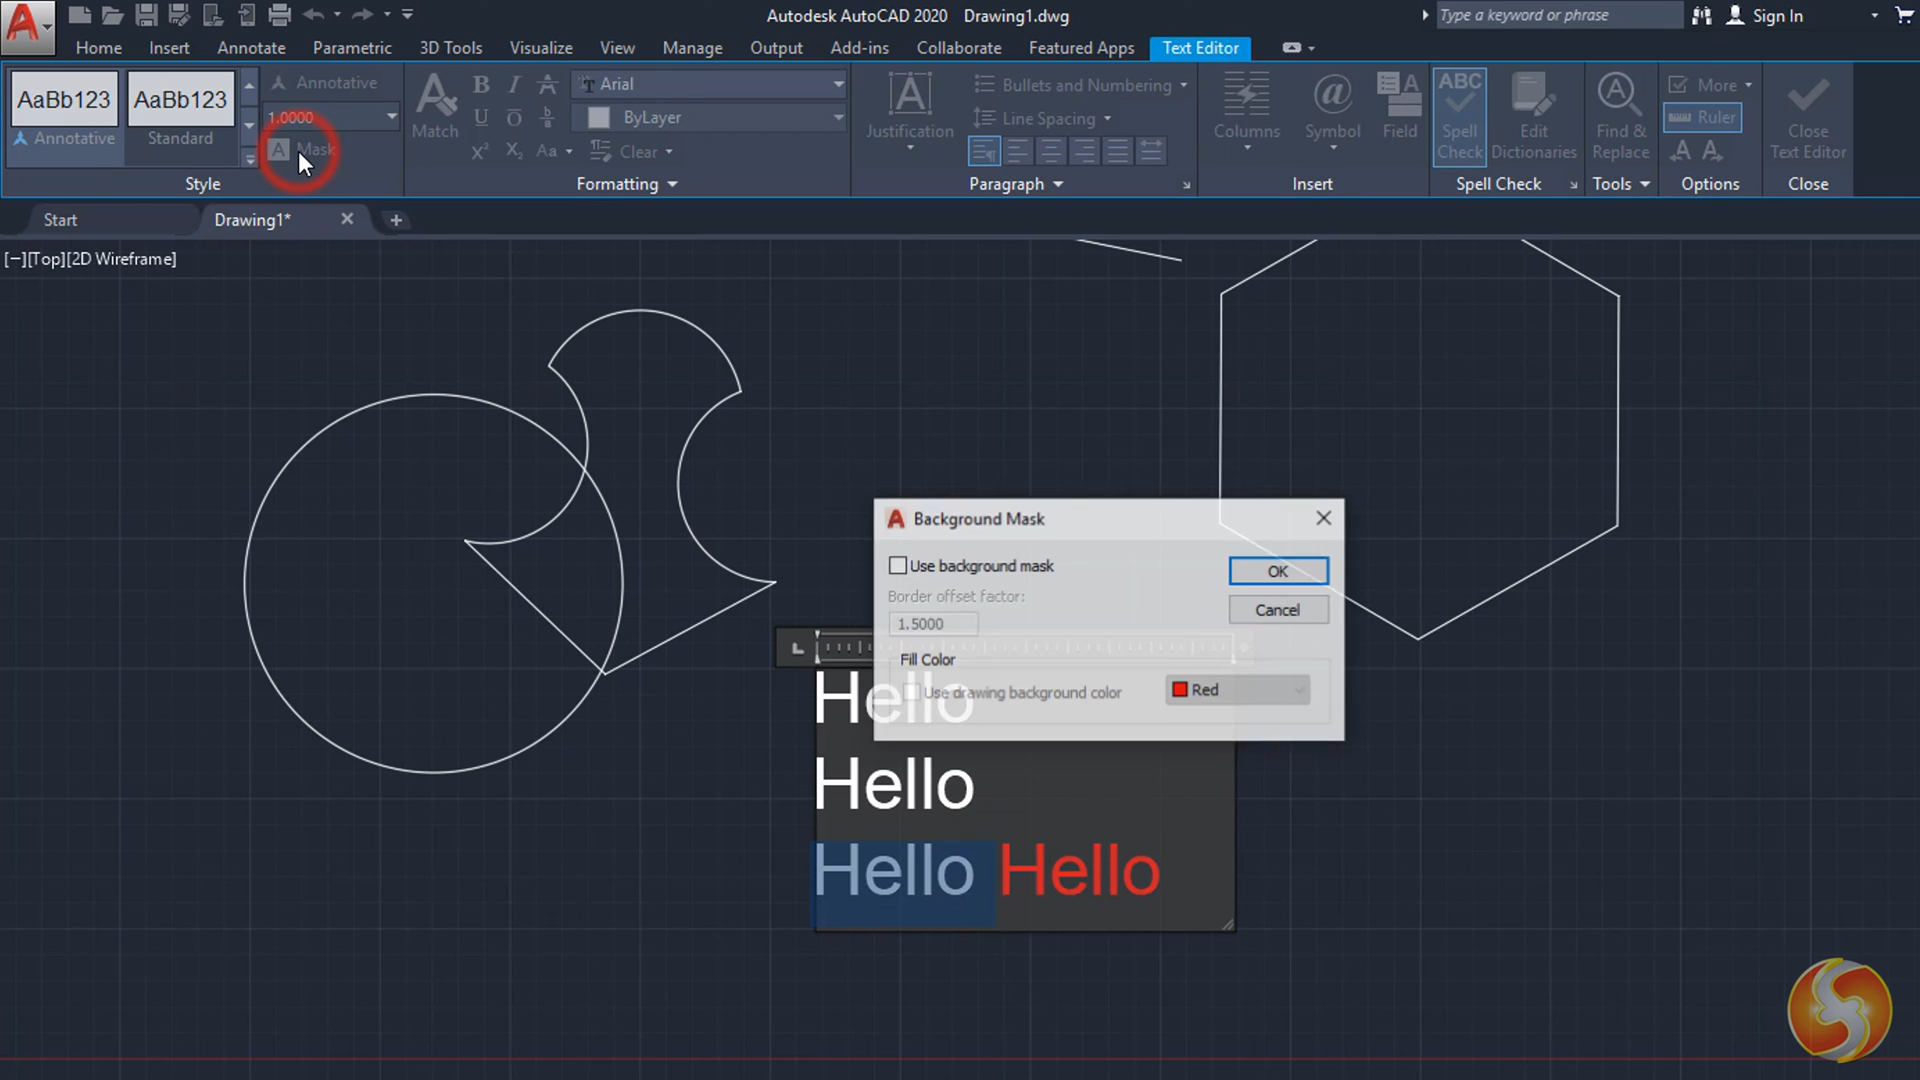 Autodesk AutoCAD 2020 Drawing1.dwg
Type a keyword or phrase
Sign In
Home Insert Annotate Parametric 3D Tools Visualize View Manage Output Add-ins Collaborate Featured Apps Text Editor
AaBb123 AaBb123
Annotative Standard
Annotative
1.0000
Mask
Style
Match
Arial
ByLayer
Clear
Formatting
Justification
Bullets and Numbering
Line Spacing
Paragraph
Columns Symbol Field
Insert
ABC
Spell Check
Edit Dictionaries
Spell Check
Find & Replace
Tools
More
Ruler
Options
Close Text Editor
Close
Start Drawing1*
[−][Top][2D Wireframe]
Background Mask
Use background mask
OK
Border offset factor:
Cancel
1.5000
Fill Color
Use drawing background color
Red
Hello
Hello
Hello Hello